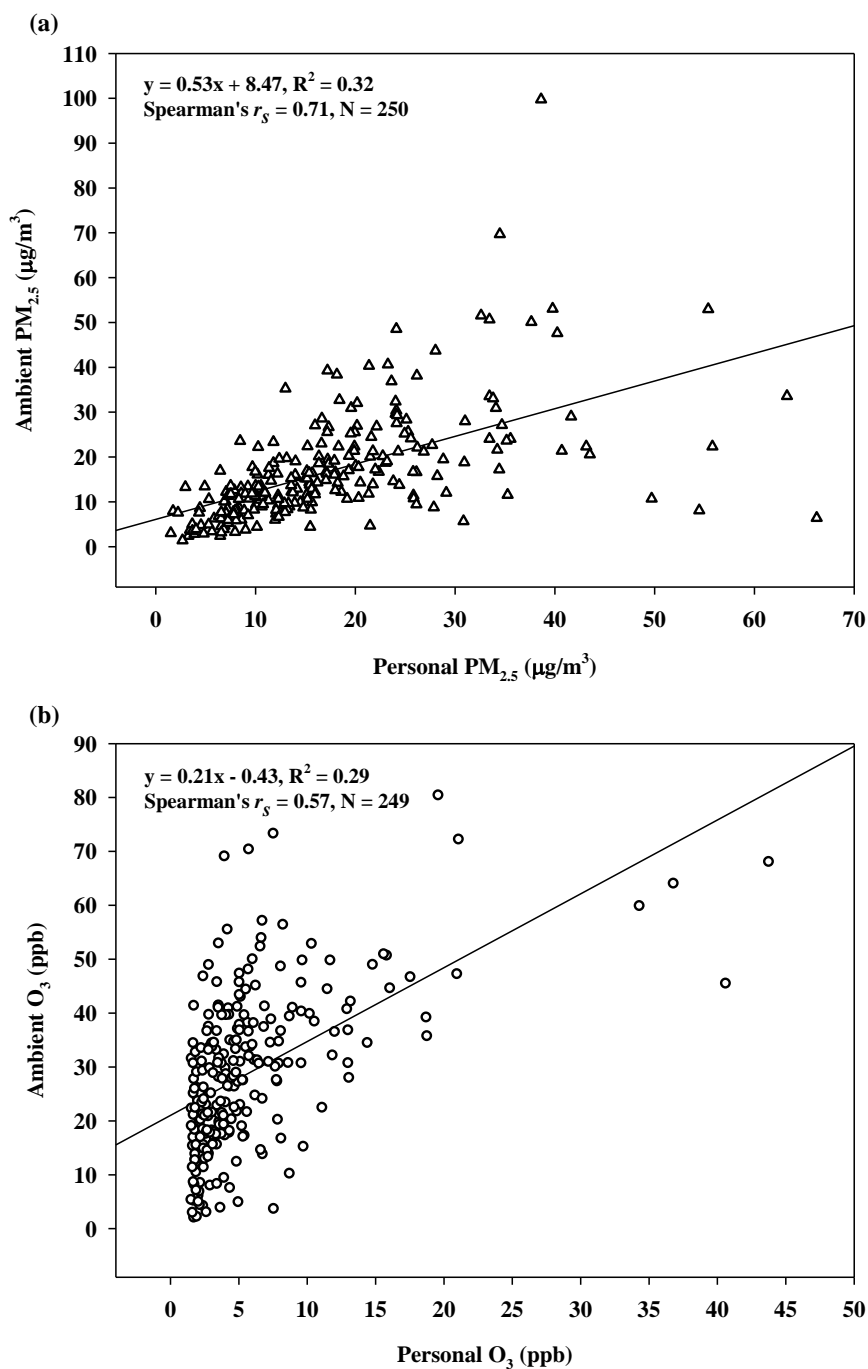 (a)
y = 0.53x + 8.47, R² = 0.32
Spearman's rₛ = 0.71, N = 250
110
100
90
80
70
60
50
40
30
20
10
0
Ambient PM₂.₅ (µg/m³)
0 10 20 30 40 50 60 70
Personal PM₂.₅ (µg/m³)
(b)
y = 0.21x - 0.43, R² = 0.29
Spearman's rₛ = 0.57, N = 249
90
80
70
60
50
40
30
20
10
0
Ambient O₃ (ppb)
0 5 10 15 20 25 30 35 40 45 50
Personal O₃ (ppb)